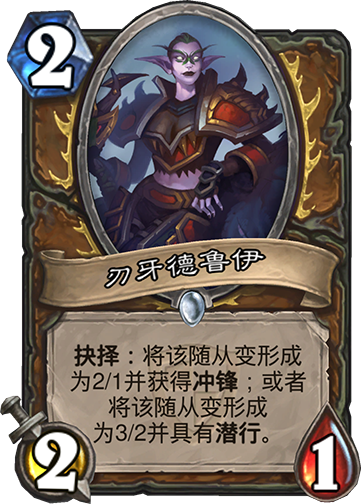 2
刃牙德鲁伊
抉择：将该随从变形成
为2/1并获得冲锋；或者
将该随从变形成
为3/2并具有潜行。
2
1